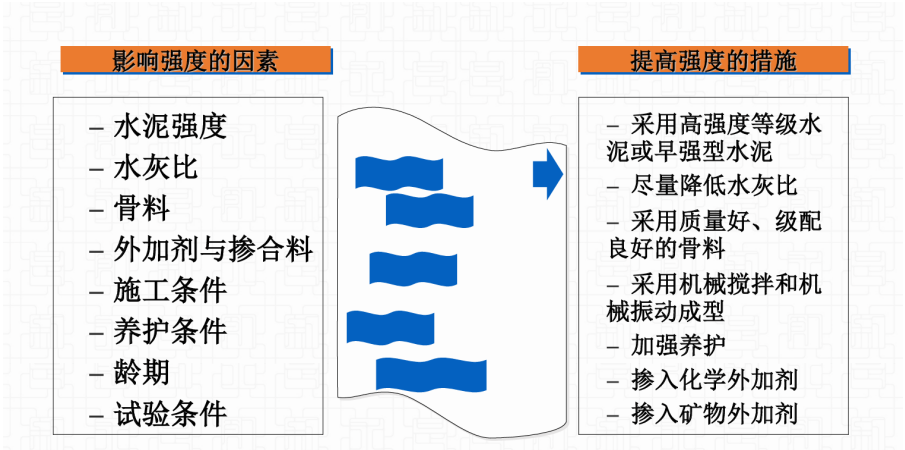 影响强度的因素
– 水泥强度
– 水灰比
– 骨料
– 外加剂与掺合料
– 施工条件
– 养护条件
– 龄期
– 试验条件
提高强度的措施
– 采用高强度等级水
泥或早强型水泥
– 尽量降低水灰比
– 采用质量好、级配
良好的骨料
– 采用机械搅拌和机
械振动成型
– 加强养护
– 掺入化学外加剂
– 掺入矿物外加剂